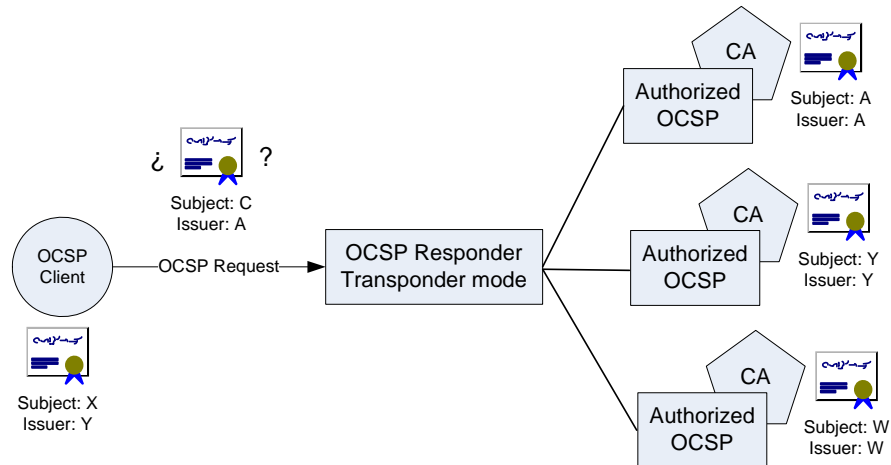 ¿ ?
Subject: C
Issuer: A
OCSP
Client
OCSP Request
Subject: X
Issuer: Y
OCSP Responder
Transponder mode
CA
Authorized
OCSP
Subject: A
Issuer: A
CA
Authorized
OCSP
Subject: Y
Issuer: Y
CA
Authorized
OCSP
Subject: W
Issuer: W